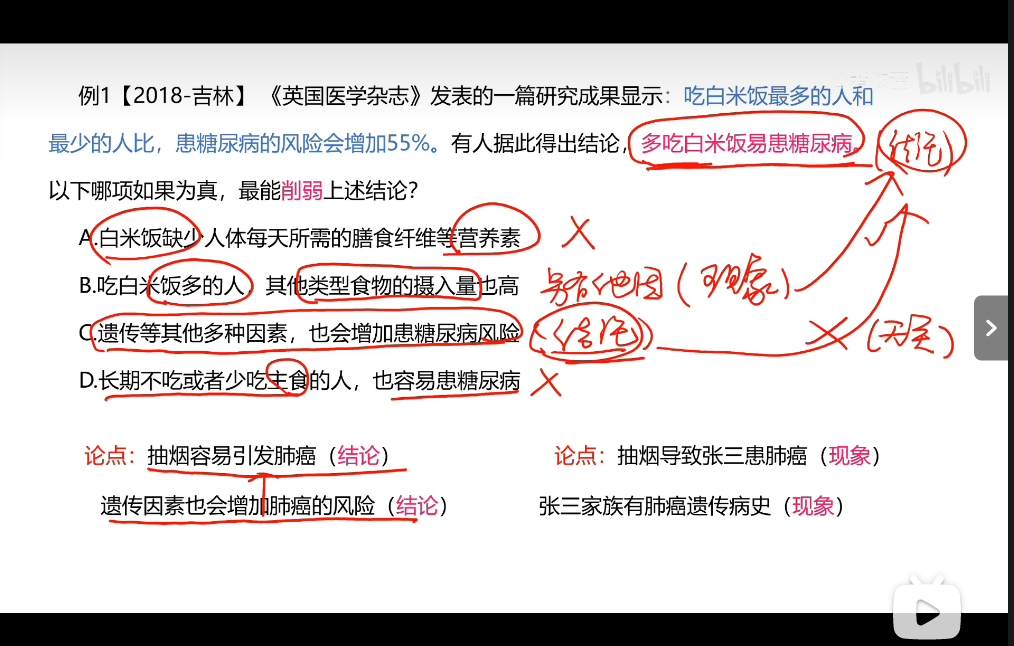 例1【2018-吉林】《英国医学杂志》发表的一篇研究成果显示：吃白米饭最多的人和
bilibili
最少的人比，患糖尿病的风险会增加55%。有人据此得出结论，多吃白米饭易患糖尿病。（结论）
以下哪项如果为真，最能削弱上述结论？
A.白米饭缺少人体每天所需的膳食纤维等营养素
B.吃白米饭多的人，其他类型食物的摄入量也高 另有他因（现象）
C.遗传等其他多种因素，也会增加患糖尿病风险（结论） （无关）
D.长期不吃或者少吃主食的人，也容易患糖尿病
论点：抽烟容易引发肺癌（结论）
遗传因素也会增加肺癌的风险（结论）
论点：抽烟导致张三患肺癌（现象）
张三家族有肺癌遗传病史（现象）